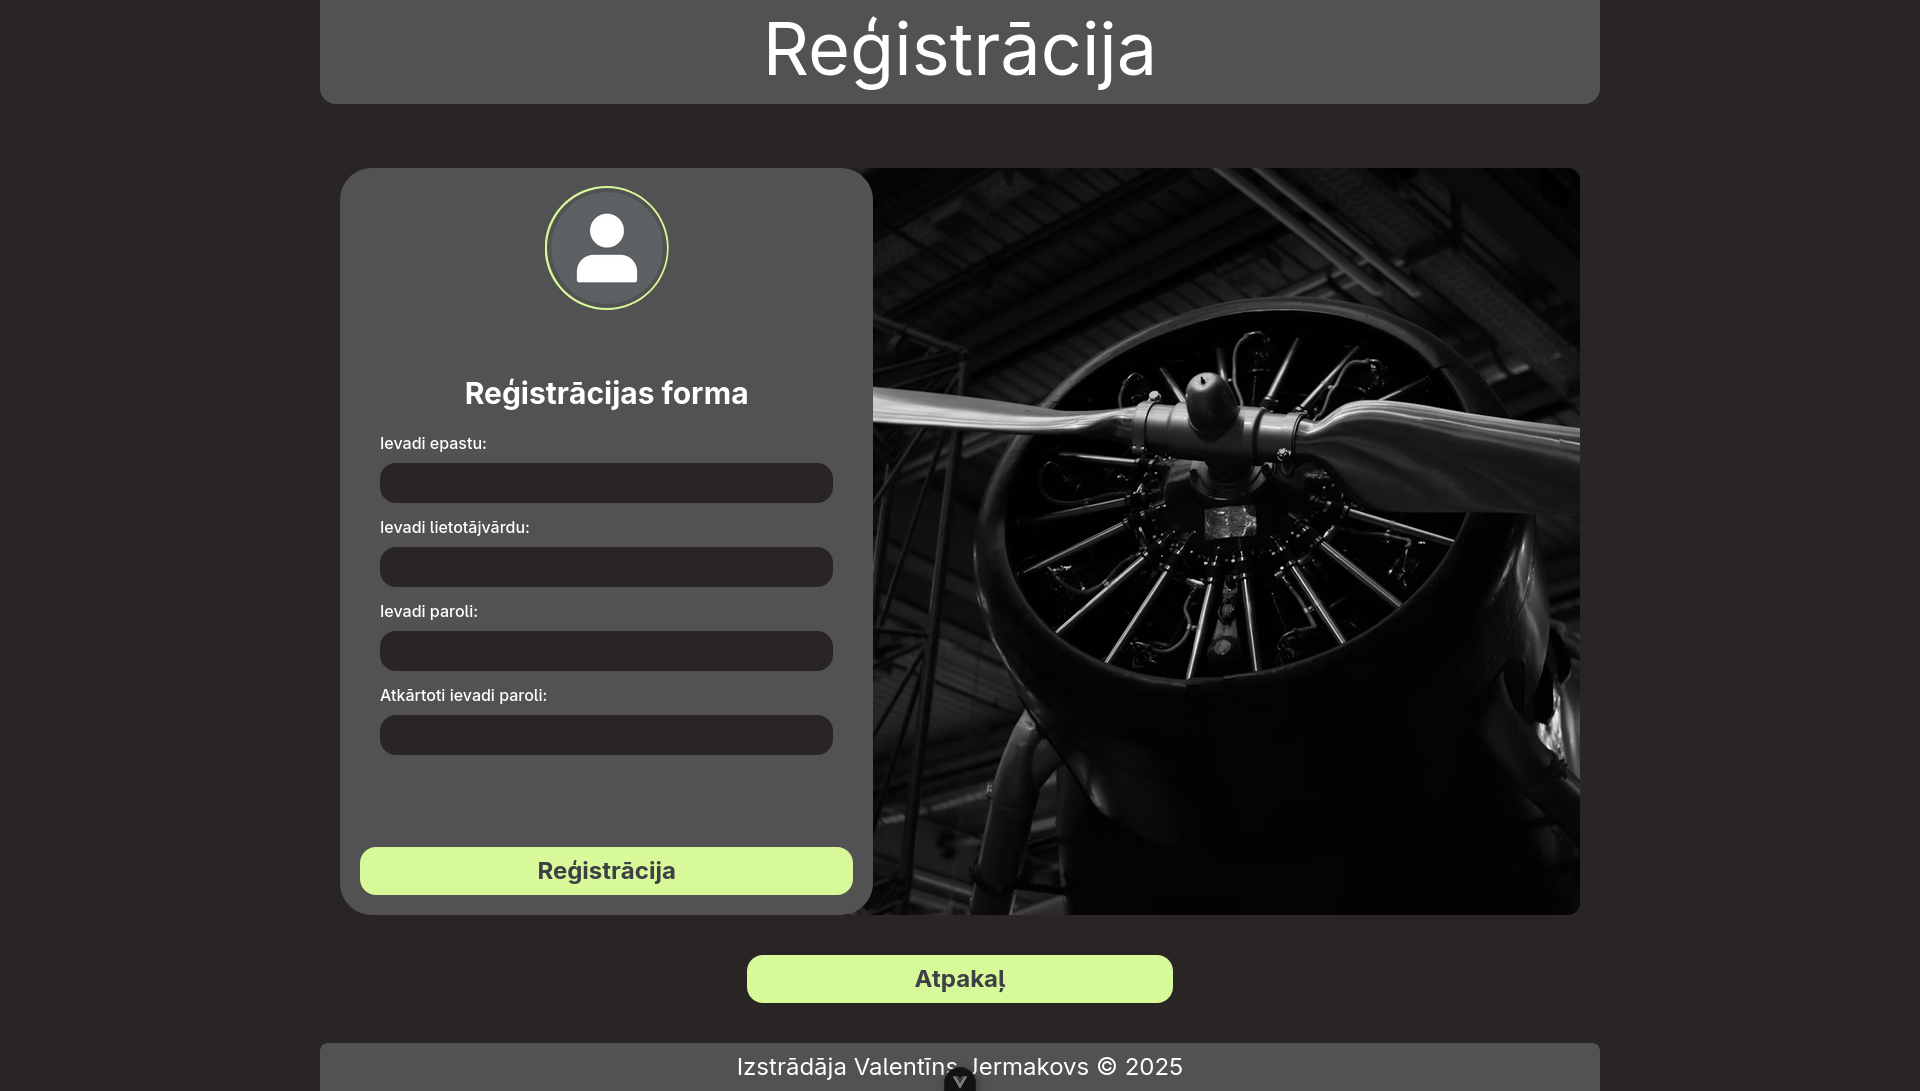 Reģistrācija
Reģistrācijas forma
Ievadi epastu:
Ievadi lietotājvārdu:
Ievadi paroli:
Atkārtoti ievadi paroli:
Reģistrācija
Atpakaļ
Izstrādāja Valentīns Jermakovs © 2025